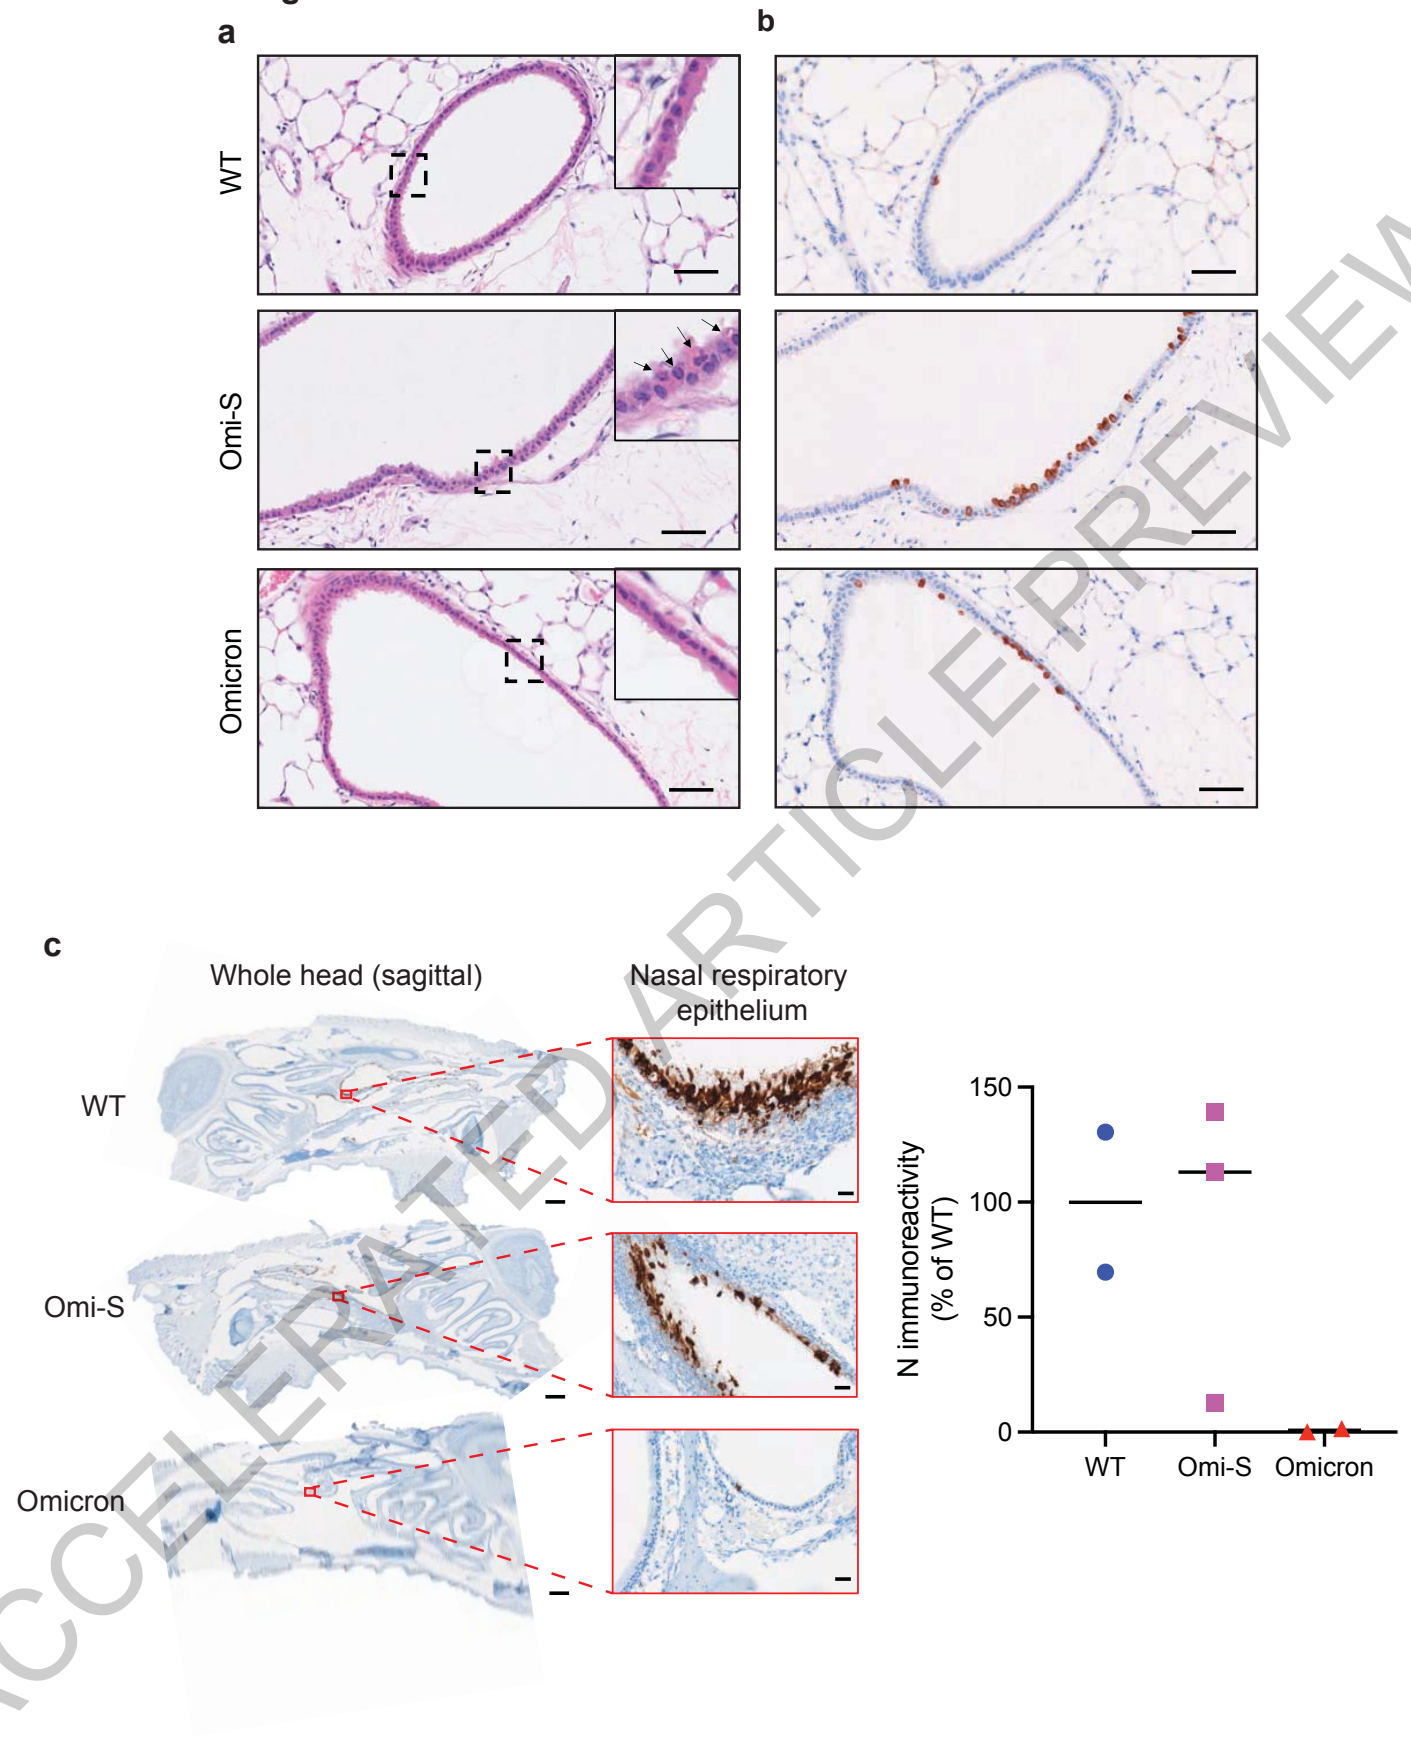 a
b
WT
Omi-S
Omicron
c
Whole head (sagittal)
Nasal respiratory
epithelium
WT
Omi-S
Omicron
N immunoreactivity
(% of WT)
150
100
50
0
WT
Omi-S
Omicron
ACCELERATED ARTICLE PREVIEW